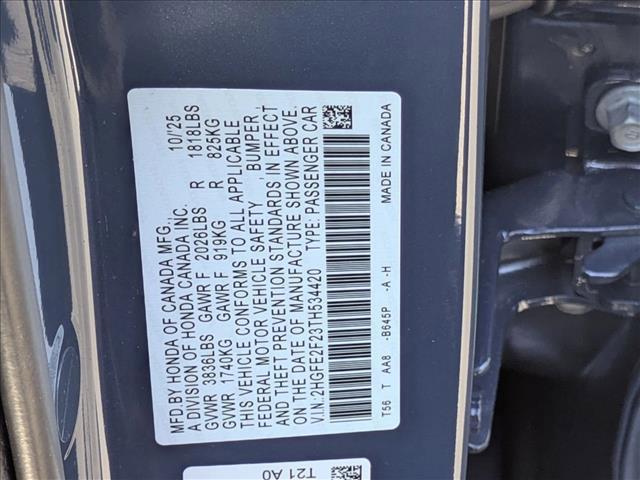 MFD. BY HONDA OF CANADA MFG., 10/'25
A DIVISION OF HONDA CANADA INC.
GVWR 3838LBS GAWR F 2026LBS R 1818LBS
GVWR 1740KG GAWR F 919KG R 825KG
THIS VEHICLE CONFORMS TO ALL APPLICABLE
FEDERAL MOTOR VEHICLE SAFETY , BUMPER ,
AND THEFT PREVENTION STANDARDS IN EFFECT
ON THE DATE OF MANUFACTURE SHOWN ABOVE.
V.I.N:2HGFE2F23TH534420 TYPE: PASSENGER CAR
T56 T AA8 -B645P -A -H MADE IN CANADA
T21 A0